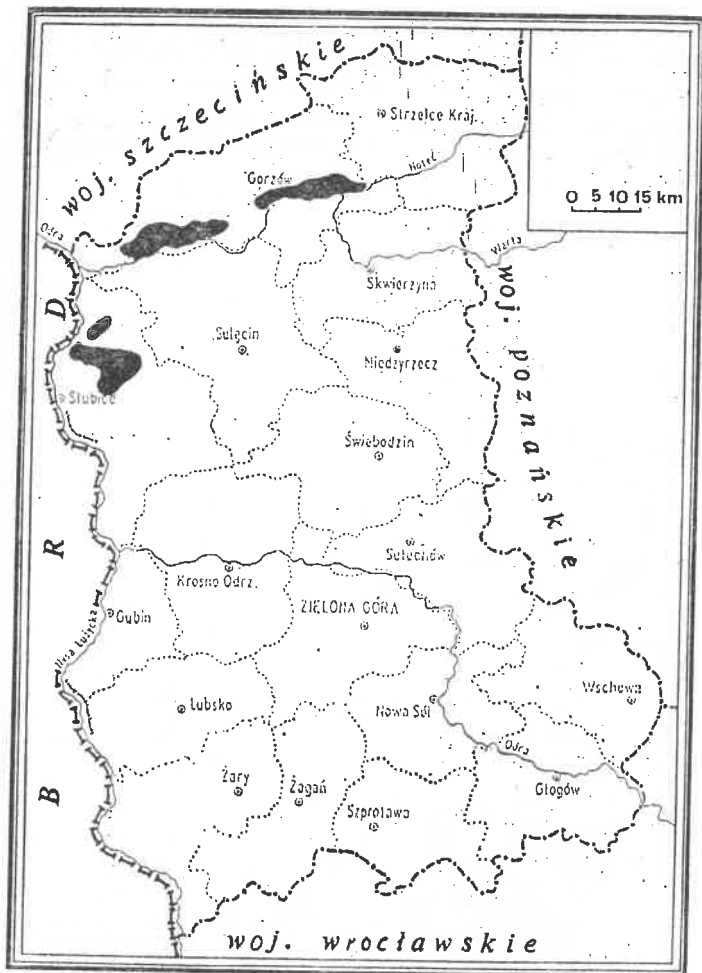 woj. szczecińskie
Strzelce Kraj.
Noteć
Gorzów
0 5 10 15 km
Odra
Warta
Skwierzyna
woj. poznańskie
D
Sulęcin
Międzyrzecz
Słubice
Świebodzin
R
Sulechów
Krosno Odrz.
Gubin
ZIELONA GÓRA
Nysa Łużycka
Lubsko
Nowa Sól
Wschowa
Odra
B
Żary
Żagań
Głogów
Szprotawa
woj. wrocławskie